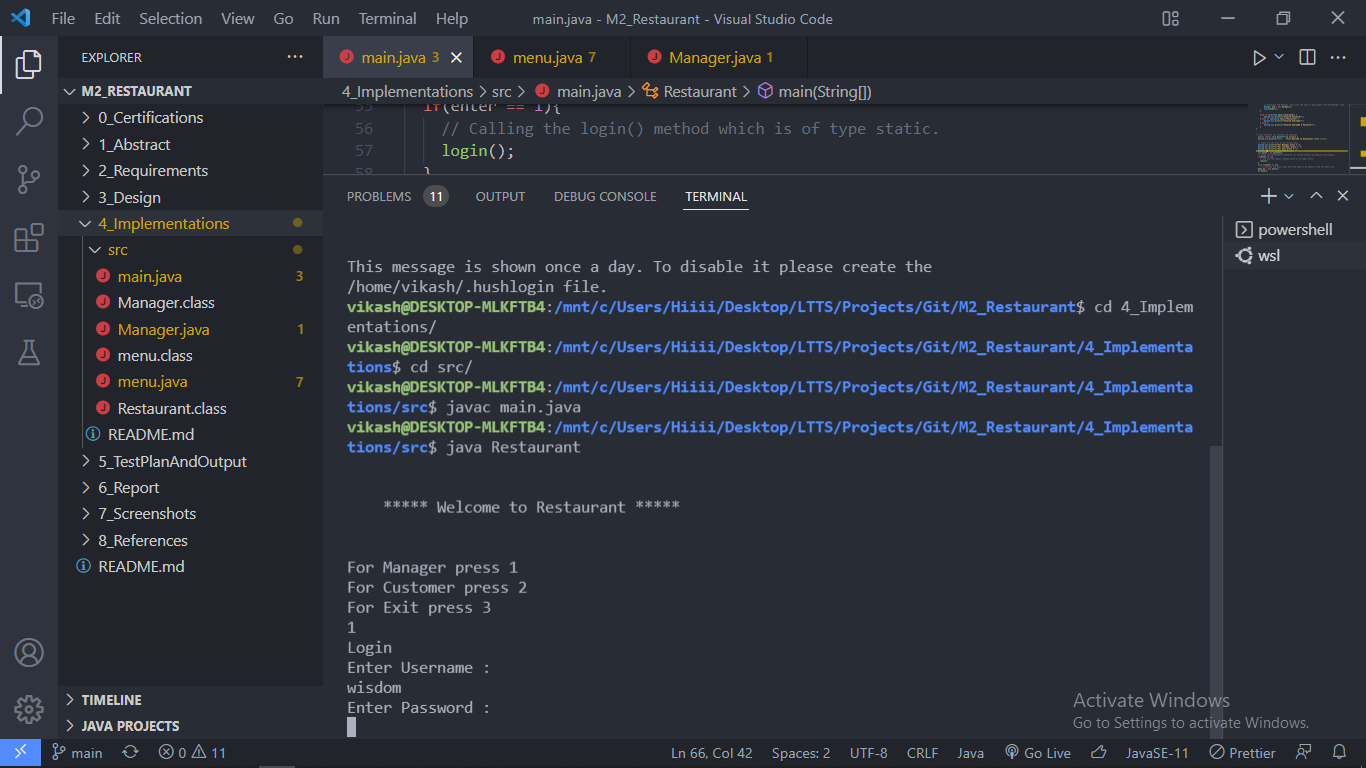 File Edit Selection View Go Run Terminal Help main.java - M2_Restaurant - Visual Studio Code
EXPLORER
main.java 3 menu.java 7 Manager.java 1
M2_RESTAURANT
0_Certifications
1_Abstract
2_Requirements
3_Design
4_Implementations
src
main.java 3
Manager.class
Manager.java 1
menu.class
menu.java 7
Restaurant.class
README.md
5_TestPlanAndOutput
6_Report
7_Screenshots
8_References
README.md
TIMELINE
JAVA PROJECTS
4_Implementations > src > main.java > Restaurant > main(String[])
55 if(enter == 1){
56 // Calling the login() method which is of type static.
57 login();
58 }
PROBLEMS 11 OUTPUT DEBUG CONSOLE TERMINAL
powershell
wsl
This message is shown once a day. To disable it please create the
/home/vikash/.hushlogin file.
vikash@DESKTOP-MLKFTB4:/mnt/c/Users/Hiiii/Desktop/LTTS/Projects/Git/M2_Restaurant$ cd 4_Implem
entations/
vikash@DESKTOP-MLKFTB4:/mnt/c/Users/Hiiii/Desktop/LTTS/Projects/Git/M2_Restaurant/4_Implementa
tions$ cd src/
vikash@DESKTOP-MLKFTB4:/mnt/c/Users/Hiiii/Desktop/LTTS/Projects/Git/M2_Restaurant/4_Implementa
tions/src$ javac main.java
vikash@DESKTOP-MLKFTB4:/mnt/c/Users/Hiiii/Desktop/LTTS/Projects/Git/M2_Restaurant/4_Implementa
tions/src$ java Restaurant
***** Welcome to Restaurant *****
For Manager press 1
For Customer press 2
For Exit press 3
1
Login
Enter Username :
wisdom
Enter Password :
Activate Windows
Go to Settings to activate Windows.
main 0 11 Ln 66, Col 42 Spaces: 2 UTF-8 CRLF Java Go Live JavaSE-11 Prettier